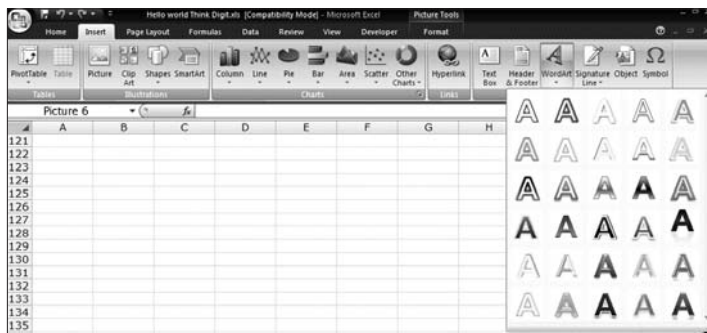 Hello world Think Digit.xls [Compatibility Mode] - Microsoft Excel Picture Tools
Home Insert Page Layout Formulas Data Review View Developer Format
PivotTable Table Picture Clip Art Shapes SmartArt Column Line Pie Bar Area Scatter Other Charts Hyperlink Text Box Header & Footer WordArt Signature Line Object Symbol
Tables Illustrations Charts Links
Picture 6 fx
A B C D E F G H
121
122
123
124
125
126
127
128
129
130
131
132
133
134
135
A A A A A
A A A A A
A A A A A
A A A A A
A A A A A
A A A A A